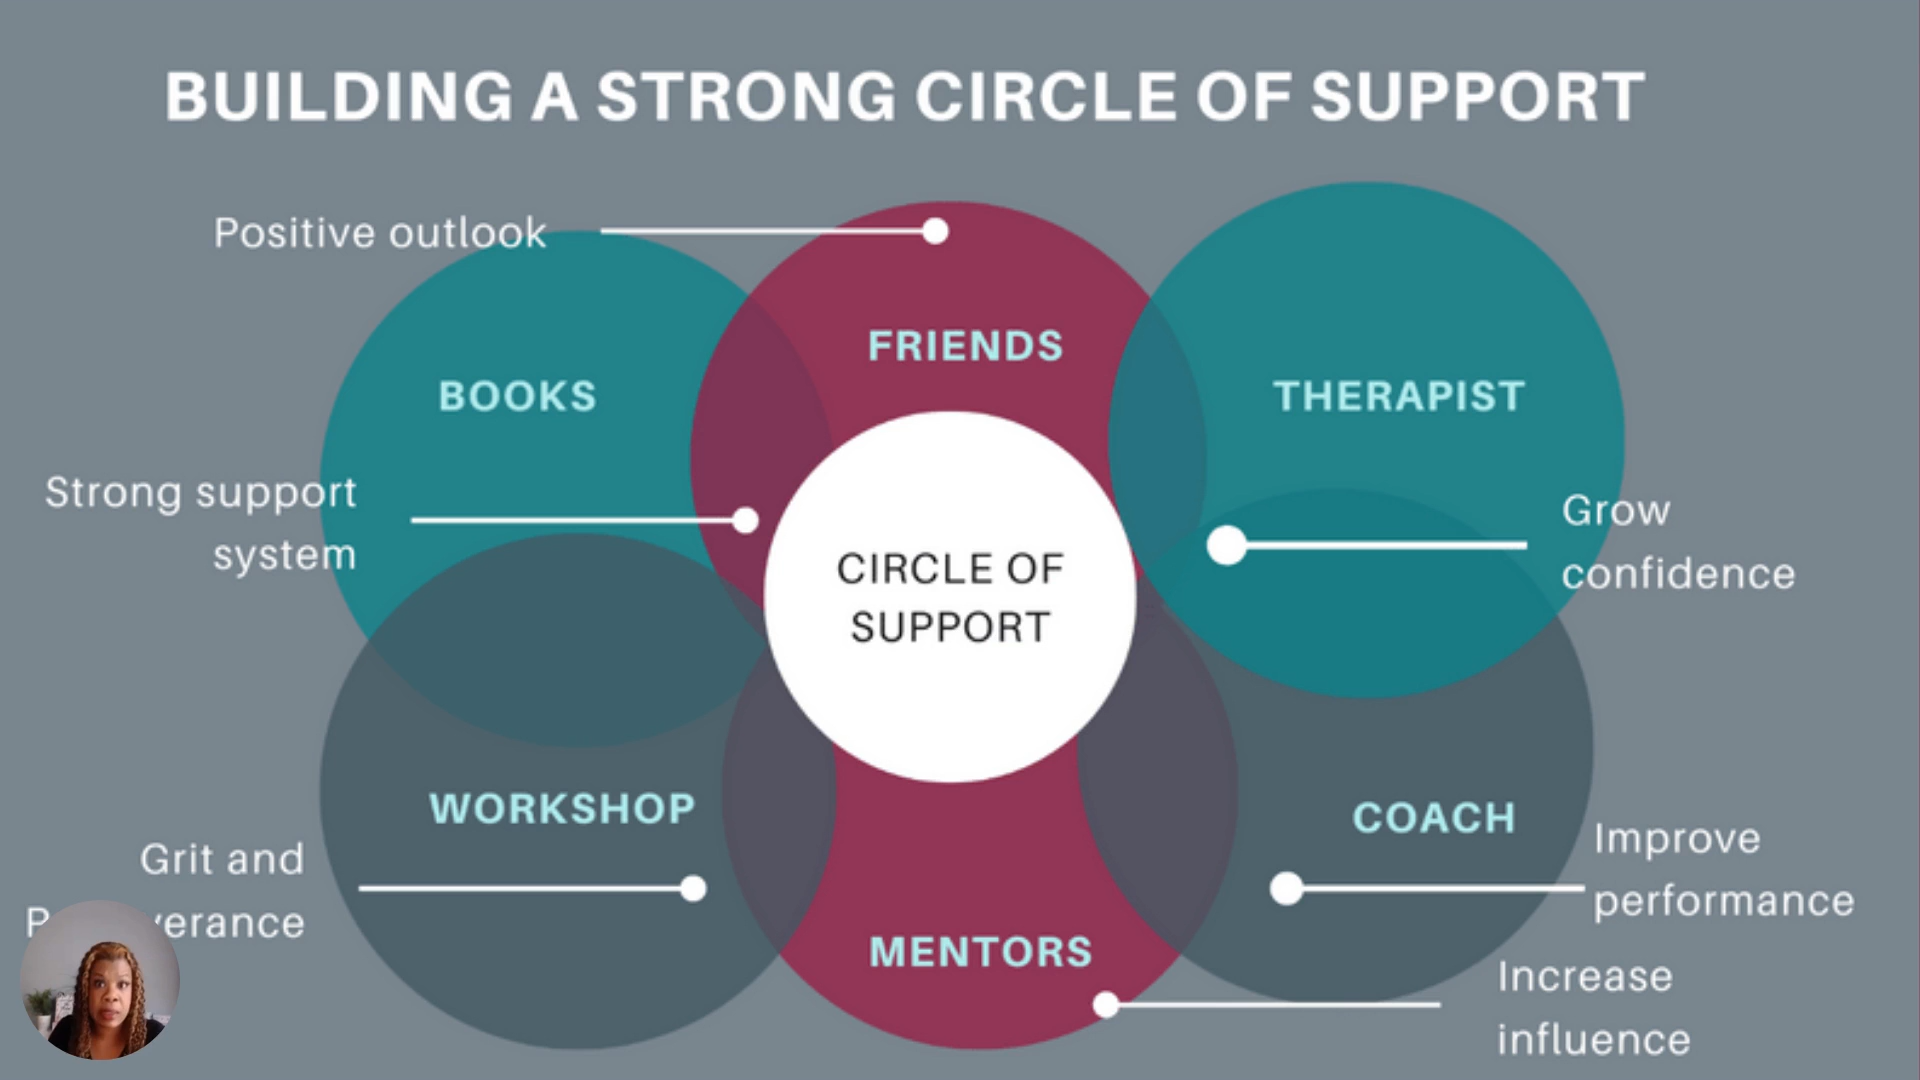 BUILDING A STRONG CIRCLE OF SUPPORT
Positive outlook
FRIENDS
BOOKS
THERAPIST
Strong support
system
Grow
confidence
CIRCLE OF
SUPPORT
WORKSHOP
COACH
Grit and
Improve
performance
MENTORS
Increase
influence